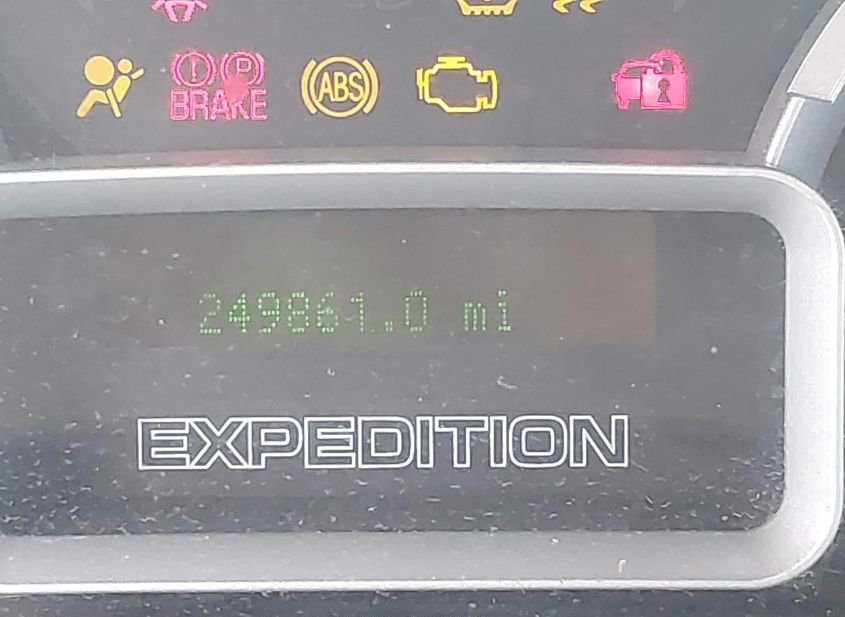 (!) (P)
BRAKE
ABS
249861.0 mi
EXPEDITION